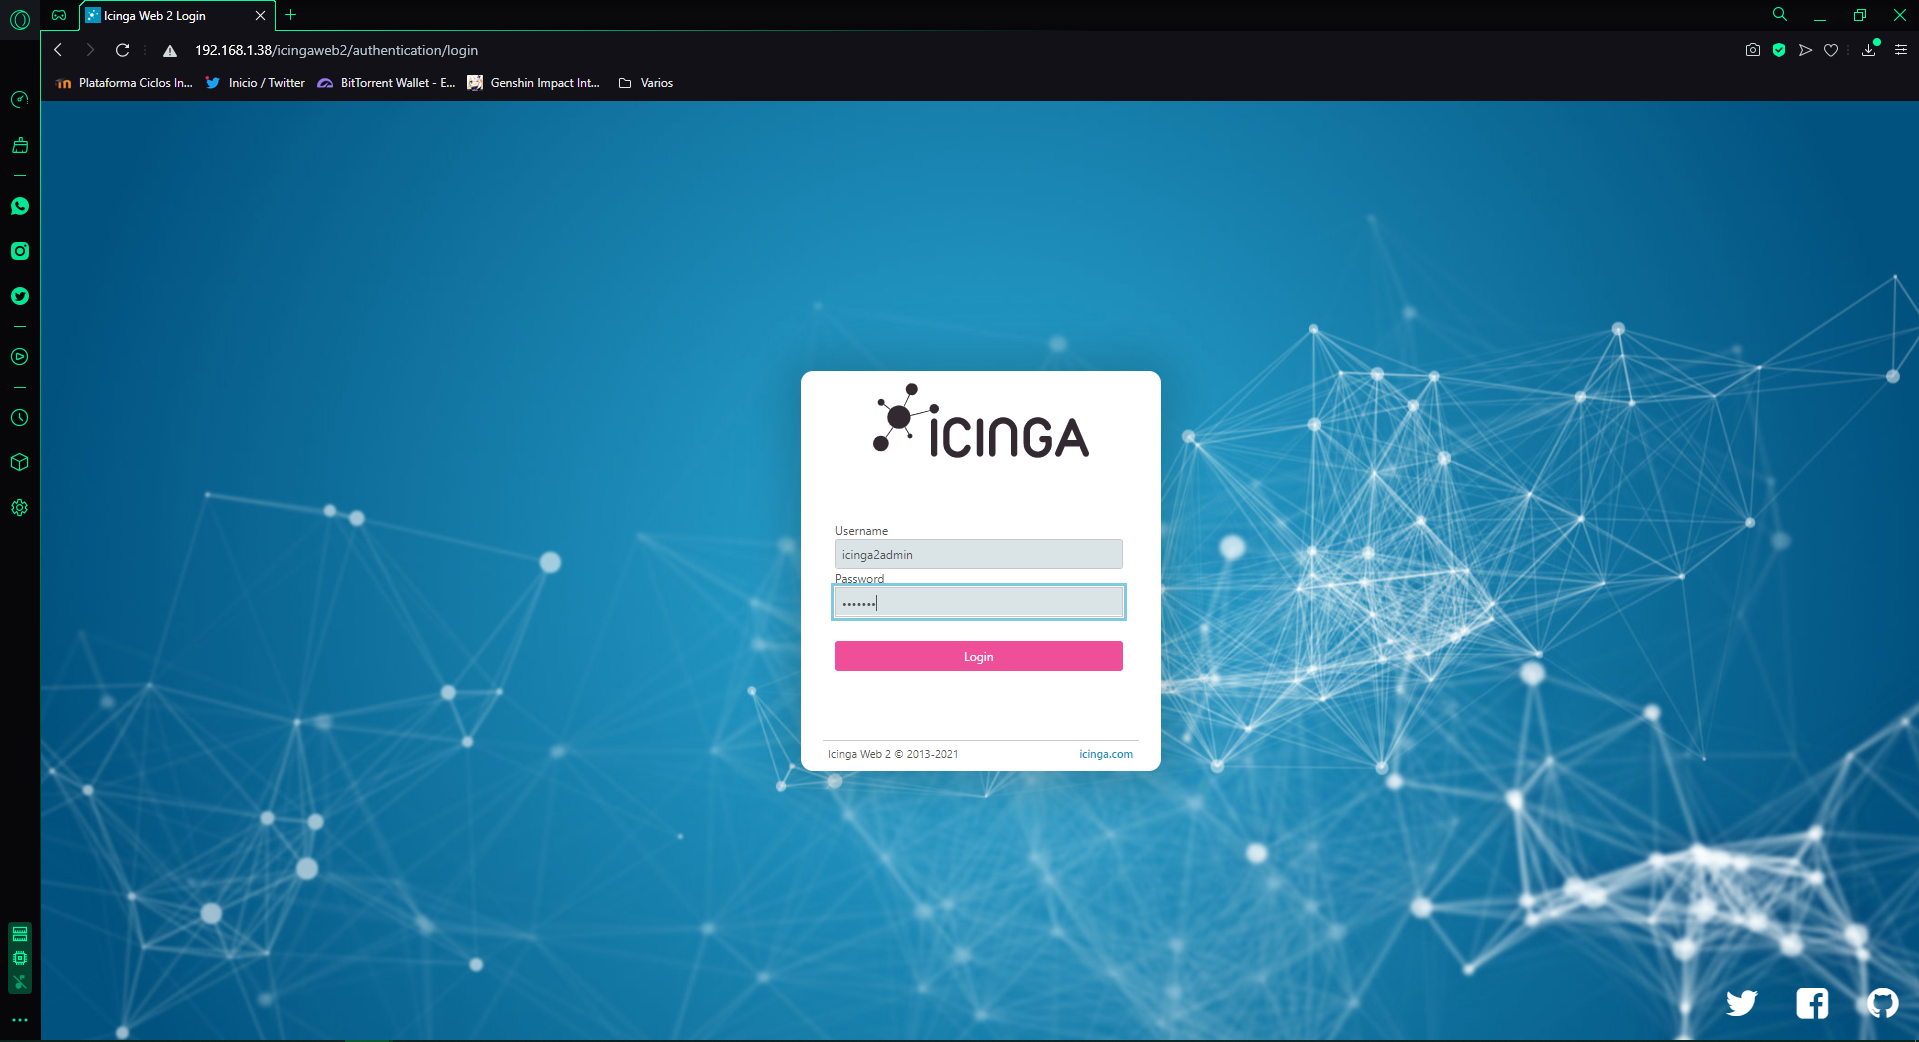 Icinga Web 2 Login
192.168.1.38/icingaweb2/authentication/login
Plataforma Ciclos In... Inicio / Twitter BitTorrent Wallet - E... Genshin Impact Int... Varios
ICINGA
Username
icinga2admin
Password
•••••••
Login
Icinga Web 2 © 2013-2021 icinga.com